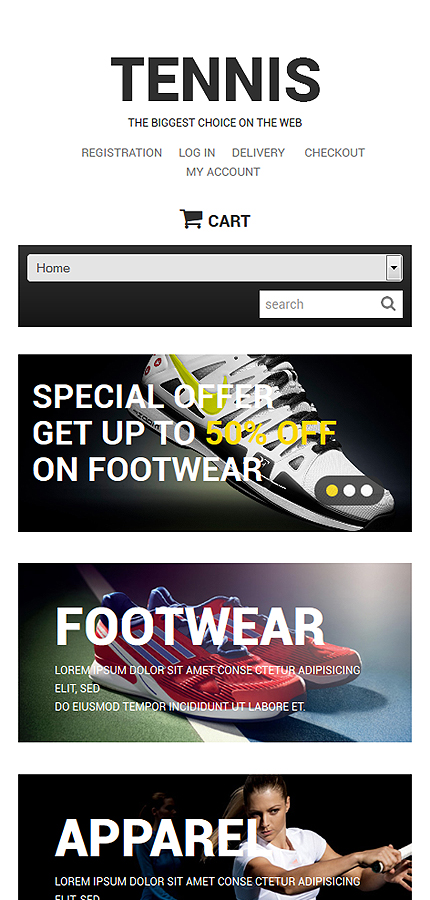 TENNIS
THE BIGGEST CHOICE ON THE WEB
REGISTRATION LOG IN DELIVERY CHECKOUT
MY ACCOUNT
CART
Home
search
SPECIAL OFFER
GET UP TO 50% OFF
ON FOOTWEAR
FOOTWEAR
LOREM IPSUM DOLOR SIT AMET CONSE CTETUR ADIPISICING
ELIT, SED
DO EIUSMOD TEMPOR INCIDIDUNT UT LABORE ET.
APPAREL
LOREM IPSUM DOLOR SIT AMET CONSE CTETUR ADIPISICING
ELIT, SED